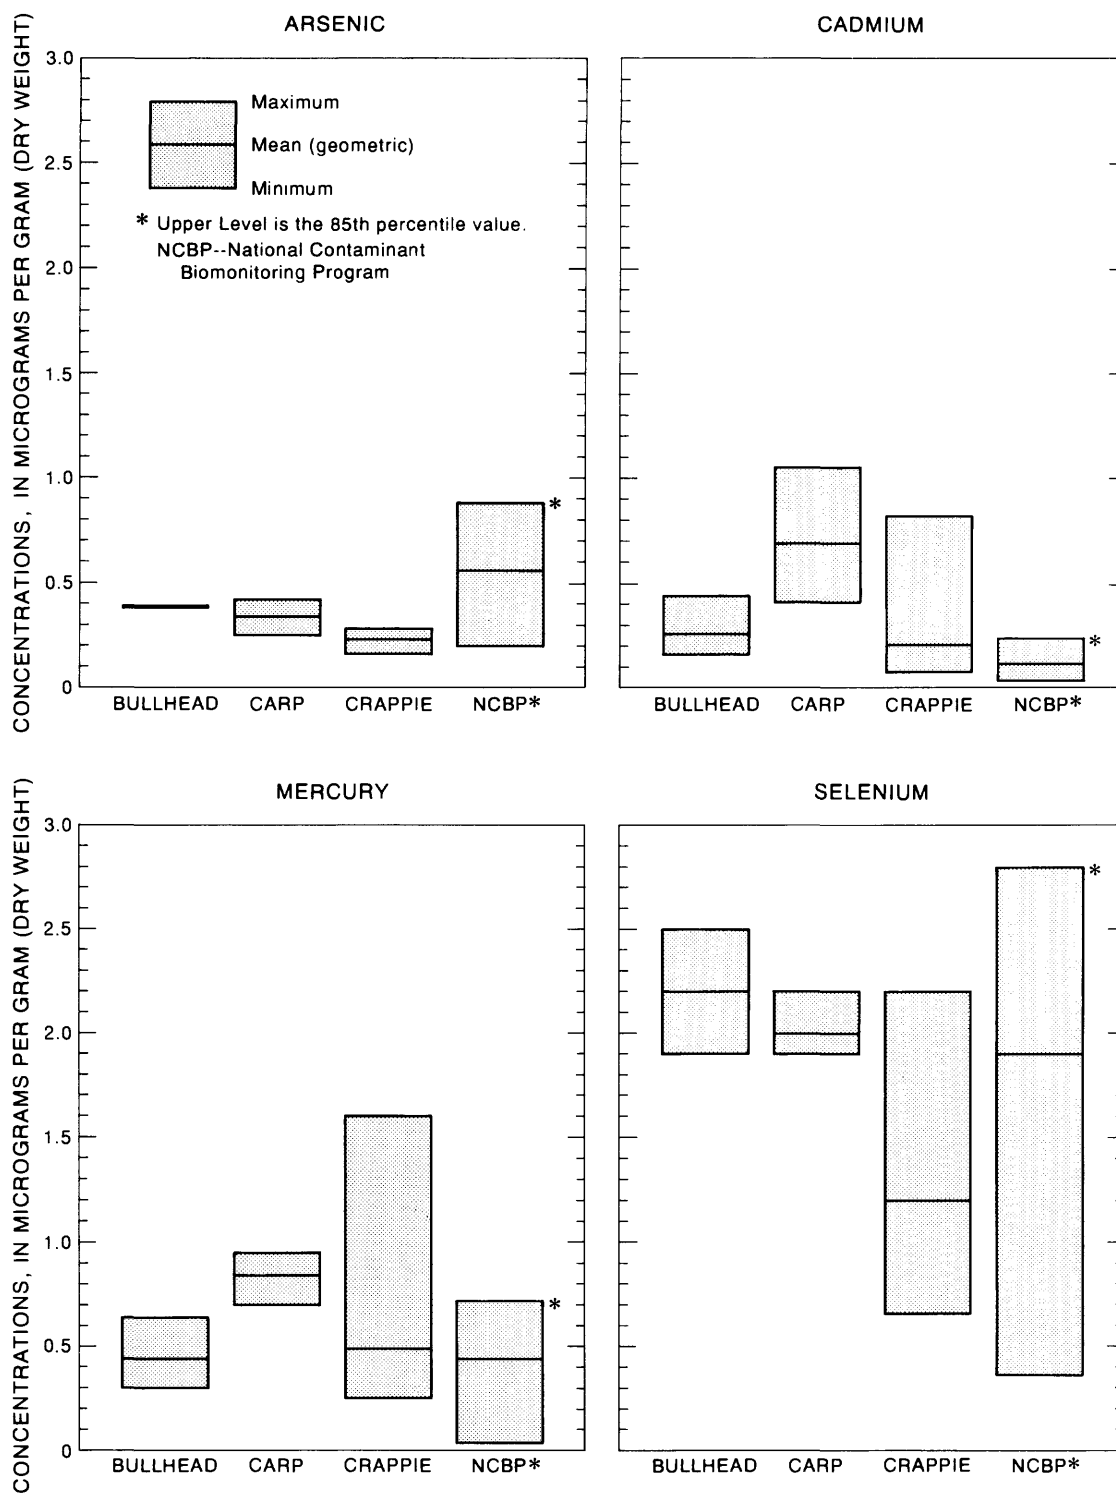 ARSENIC
CADMIUM
CONCENTRATIONS, IN MICROGRAMS PER GRAM (DRY WEIGHT)
3.0
2.5
2.0
1.5
1.0
0.5
0
Maximum
Mean (geometric)
Minimum
* Upper Level is the 85th percentile value.
NCBP--National Contaminant
Biomonitoring Program
*
*
BULLHEAD CARP CRAPPIE NCBP*
BULLHEAD CARP CRAPPIE NCBP*
MERCURY
SELENIUM
CONCENTRATIONS, IN MICROGRAMS PER GRAM (DRY WEIGHT)
3.0
2.5
2.0
1.5
1.0
0.5
0
*
*
BULLHEAD CARP CRAPPIE NCBP*
BULLHEAD CARP CRAPPIE NCBP*